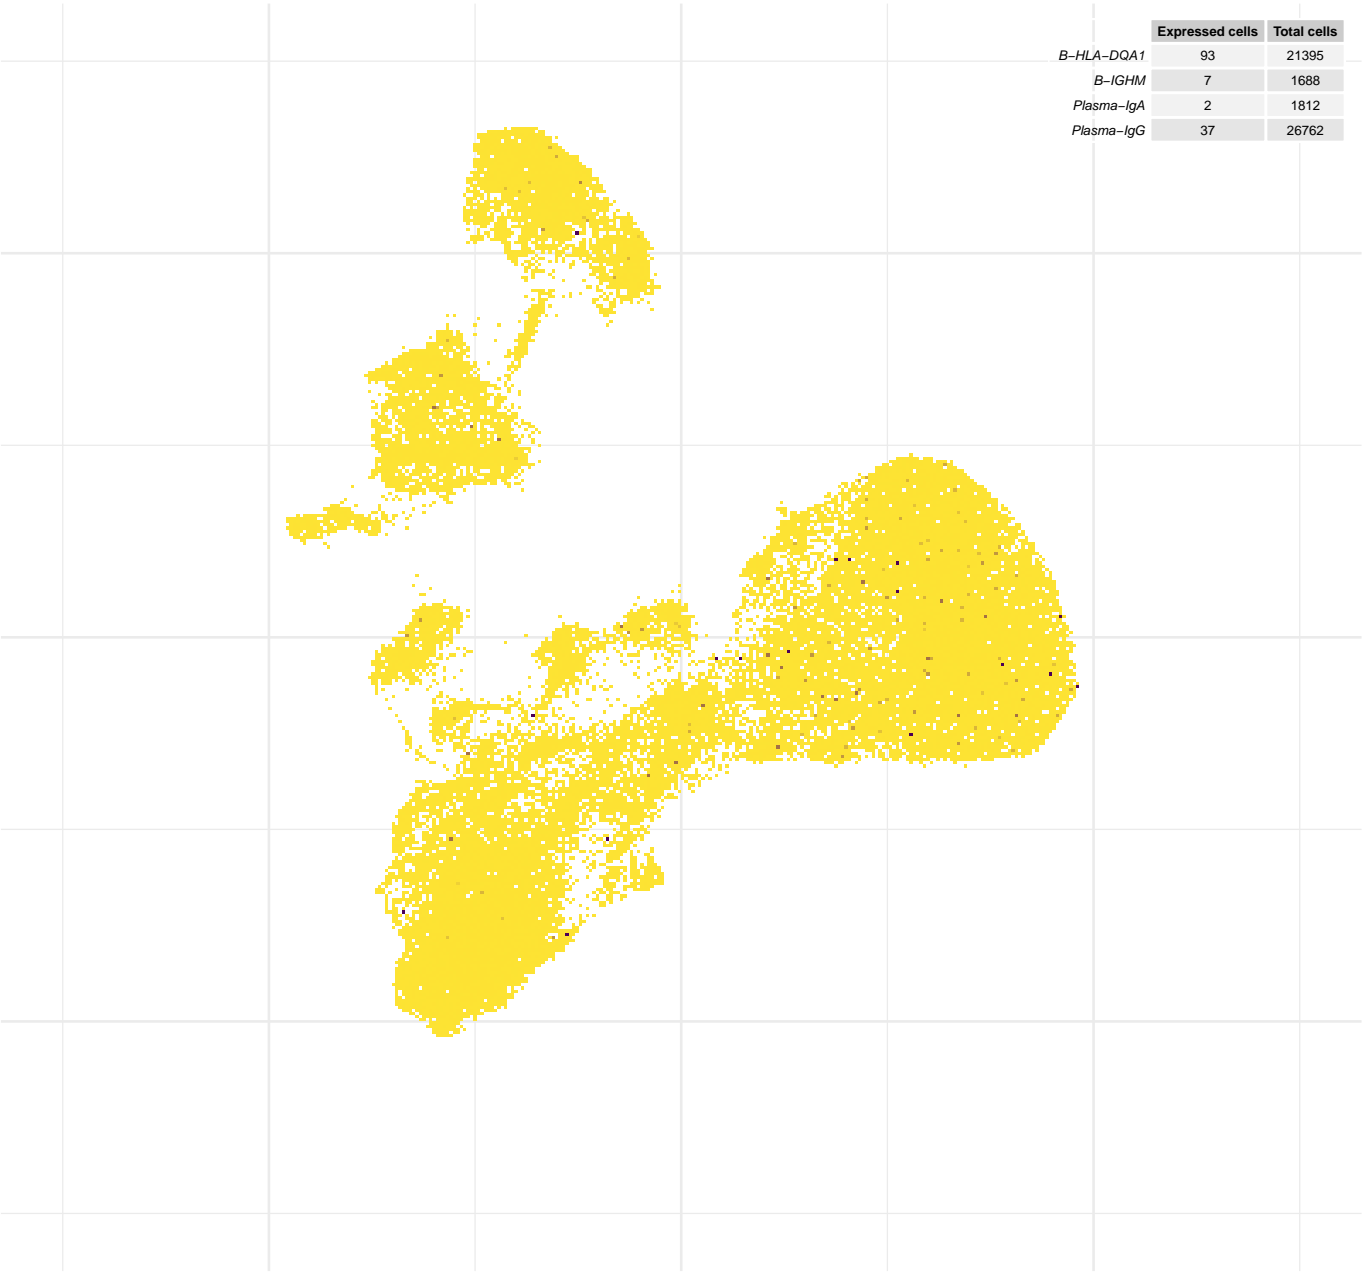 Expressed cells Total cells
B−HLA−DQA1 93 21395
B−IGHM 7 1688
Plasma−IgA 2 1812
Plasma−IgG 37 26762